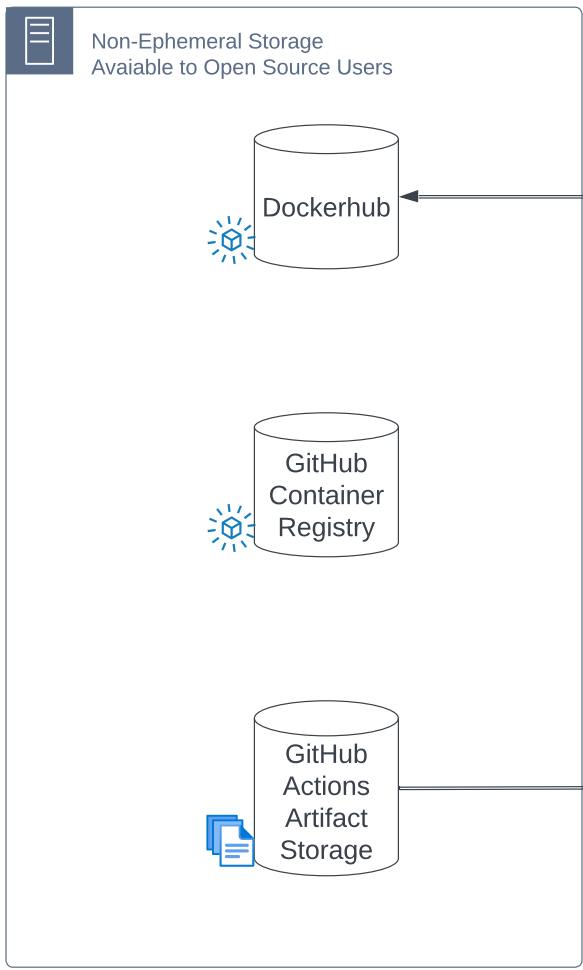 Non-Ephemeral Storage
Avaiable to Open Source Users
Dockerhub
GitHub
Container
Registry
GitHub
Actions
Artifact
Storage